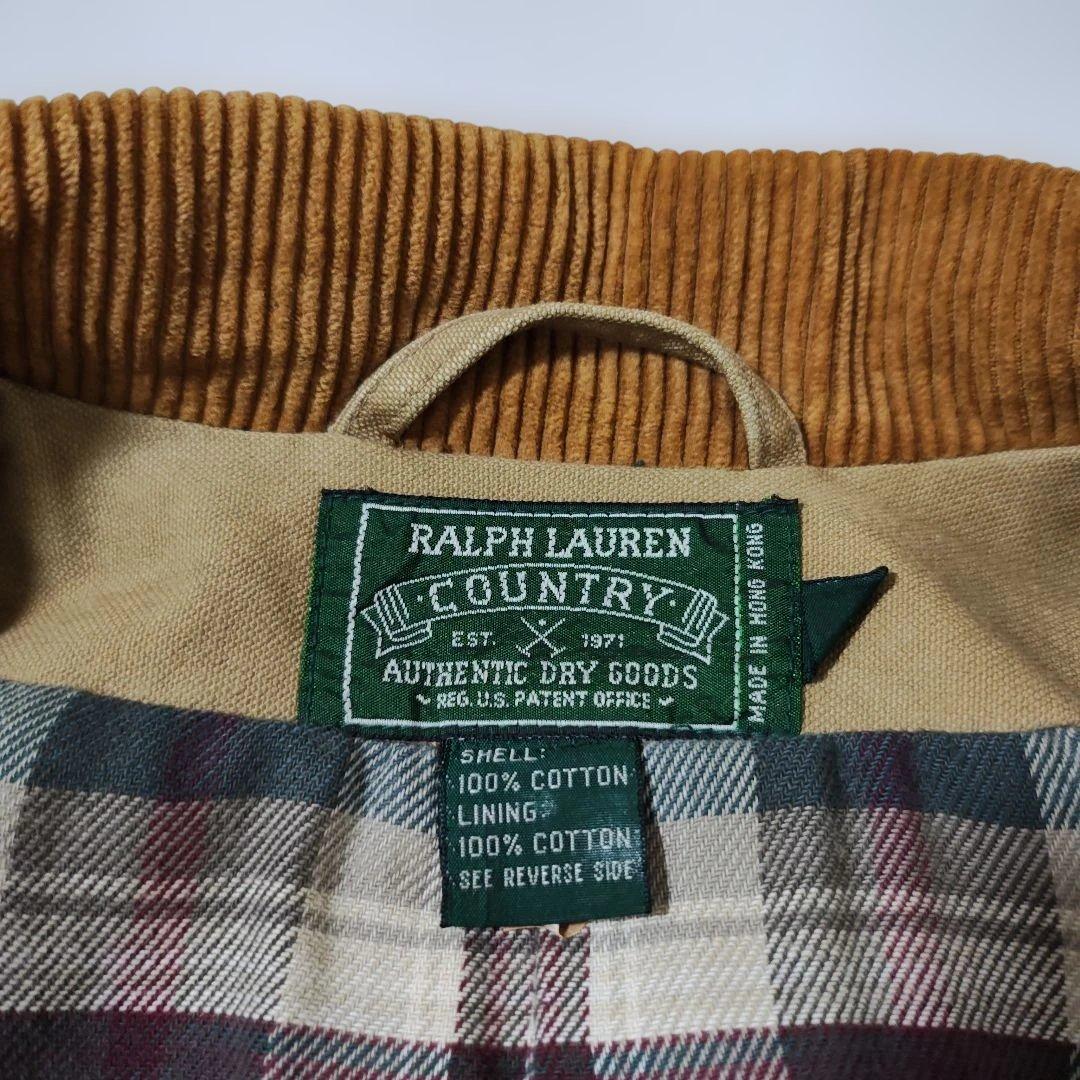 RALPH LAUREN
·COUNTRY·
EST. 1971
AUTHENTIC DRY GOODS
REG. U.S. PATENT OFFICE
MADE IN HONG KONG
SHELL:
100% COTTON
LINING:
100% COTTON
SEE REVERSE SIDE